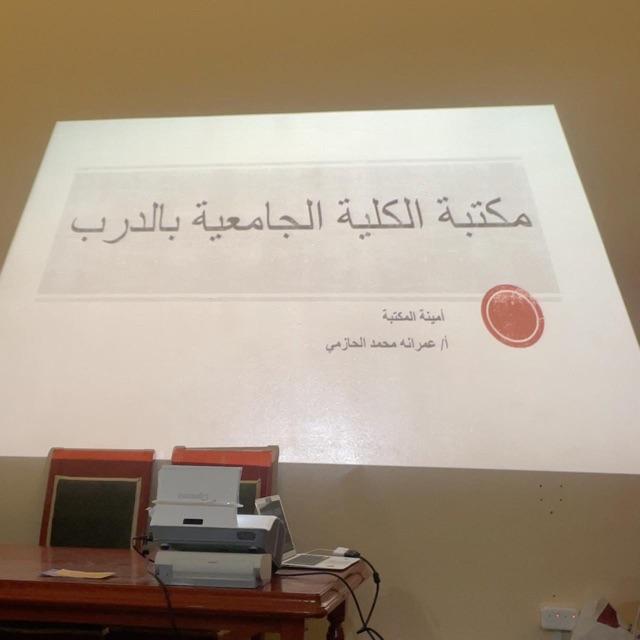 مكتبة الكلية الجامعية بالدرب
أمينة المكتبة
أ/ عمرانه محمد الحازمي